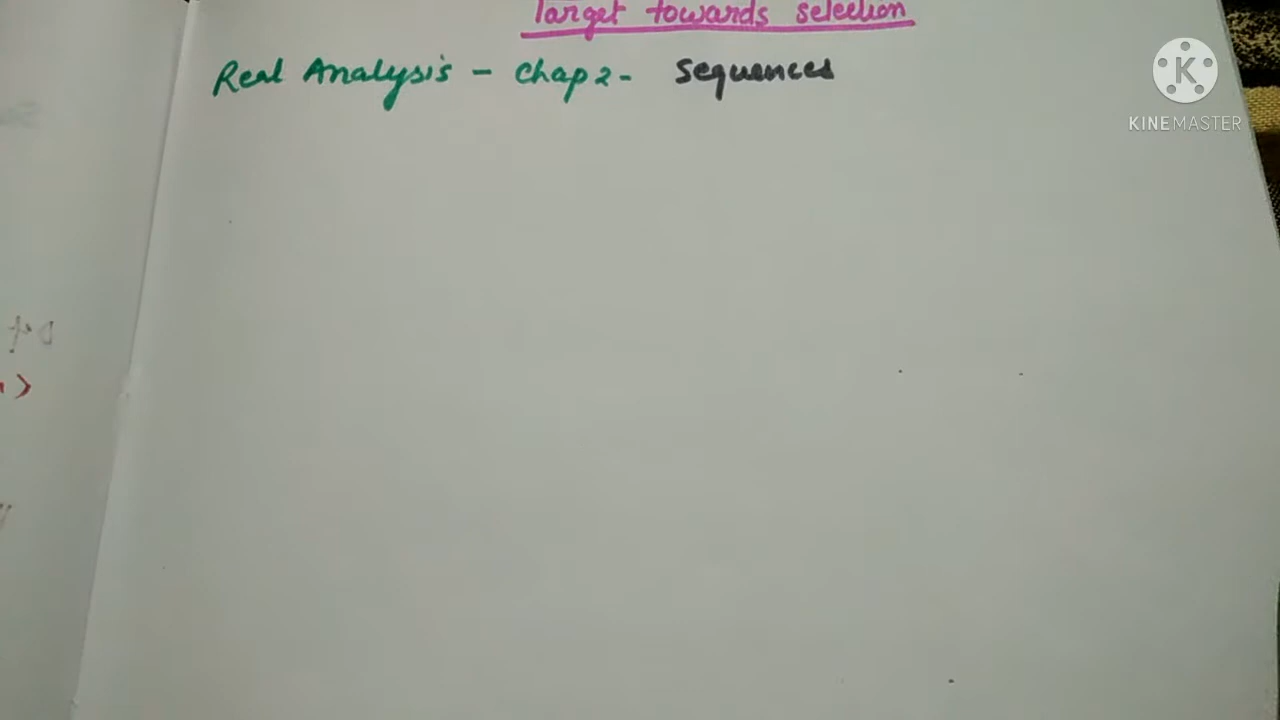 Target towards selection
Real Analysis - Chap 2 - Sequences
KINEMASTER